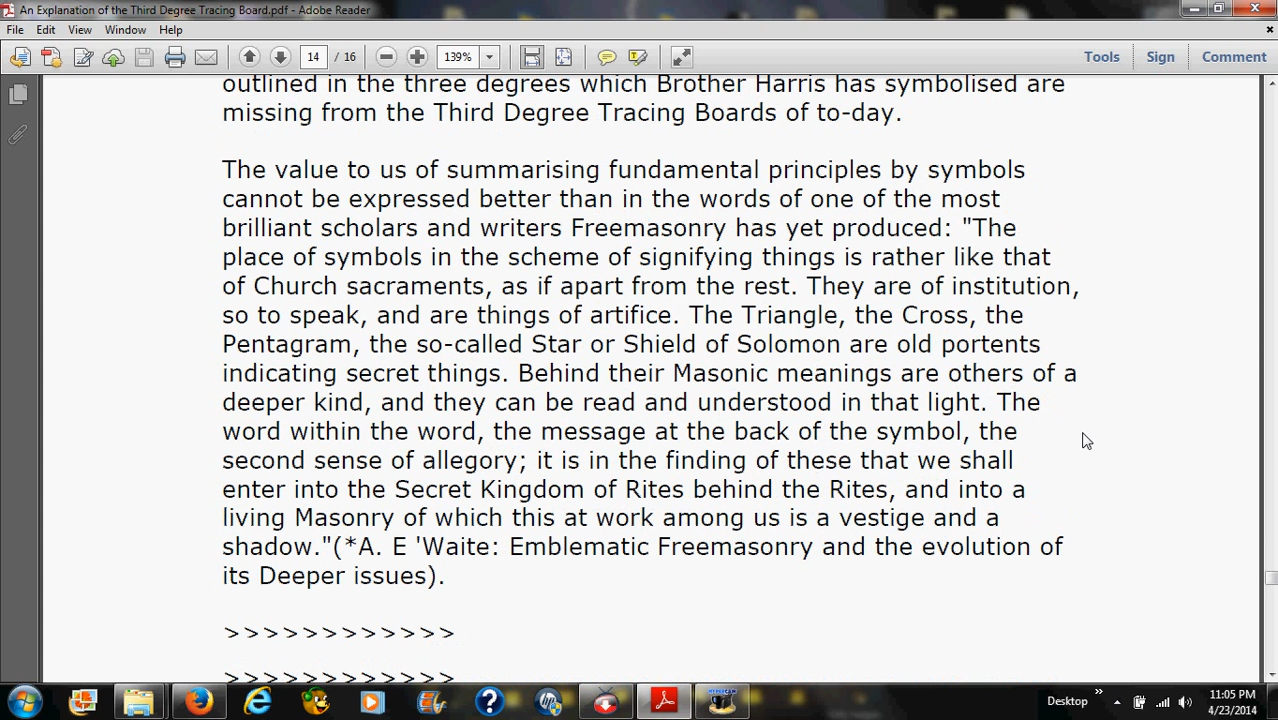 An Explanation of the Third Degree Tracing Board.pdf - Adobe Reader
File Edit View Window Help
14 / 16 139% Tools Sign Comment
outlined in the three degrees which Brother Harris has symbolised are
missing from the Third Degree Tracing Boards of to-day.
The value to us of summarising fundamental principles by symbols
cannot be expressed better than in the words of one of the most
brilliant scholars and writers Freemasonry has yet produced: "The
place of symbols in the scheme of signifying things is rather like that
of Church sacraments, as if apart from the rest. They are of institution,
so to speak, and are things of artifice. The Triangle, the Cross, the
Pentagram, the so-called Star or Shield of Solomon are old portents
indicating secret things. Behind their Masonic meanings are others of a
deeper kind, and they can be read and understood in that light. The
word within the word, the message at the back of the symbol, the
second sense of allegory; it is in the finding of these that we shall
enter into the Secret Kingdom of Rites behind the Rites, and into a
living Masonry of which this at work among us is a vestige and a
shadow."(*A. E 'Waite: Emblematic Freemasonry and the evolution of
its Deeper issues).
>>>>>>>>>>>>
>>>>>>>>>>>>
Desktop » 11:05 PM
4/23/2014